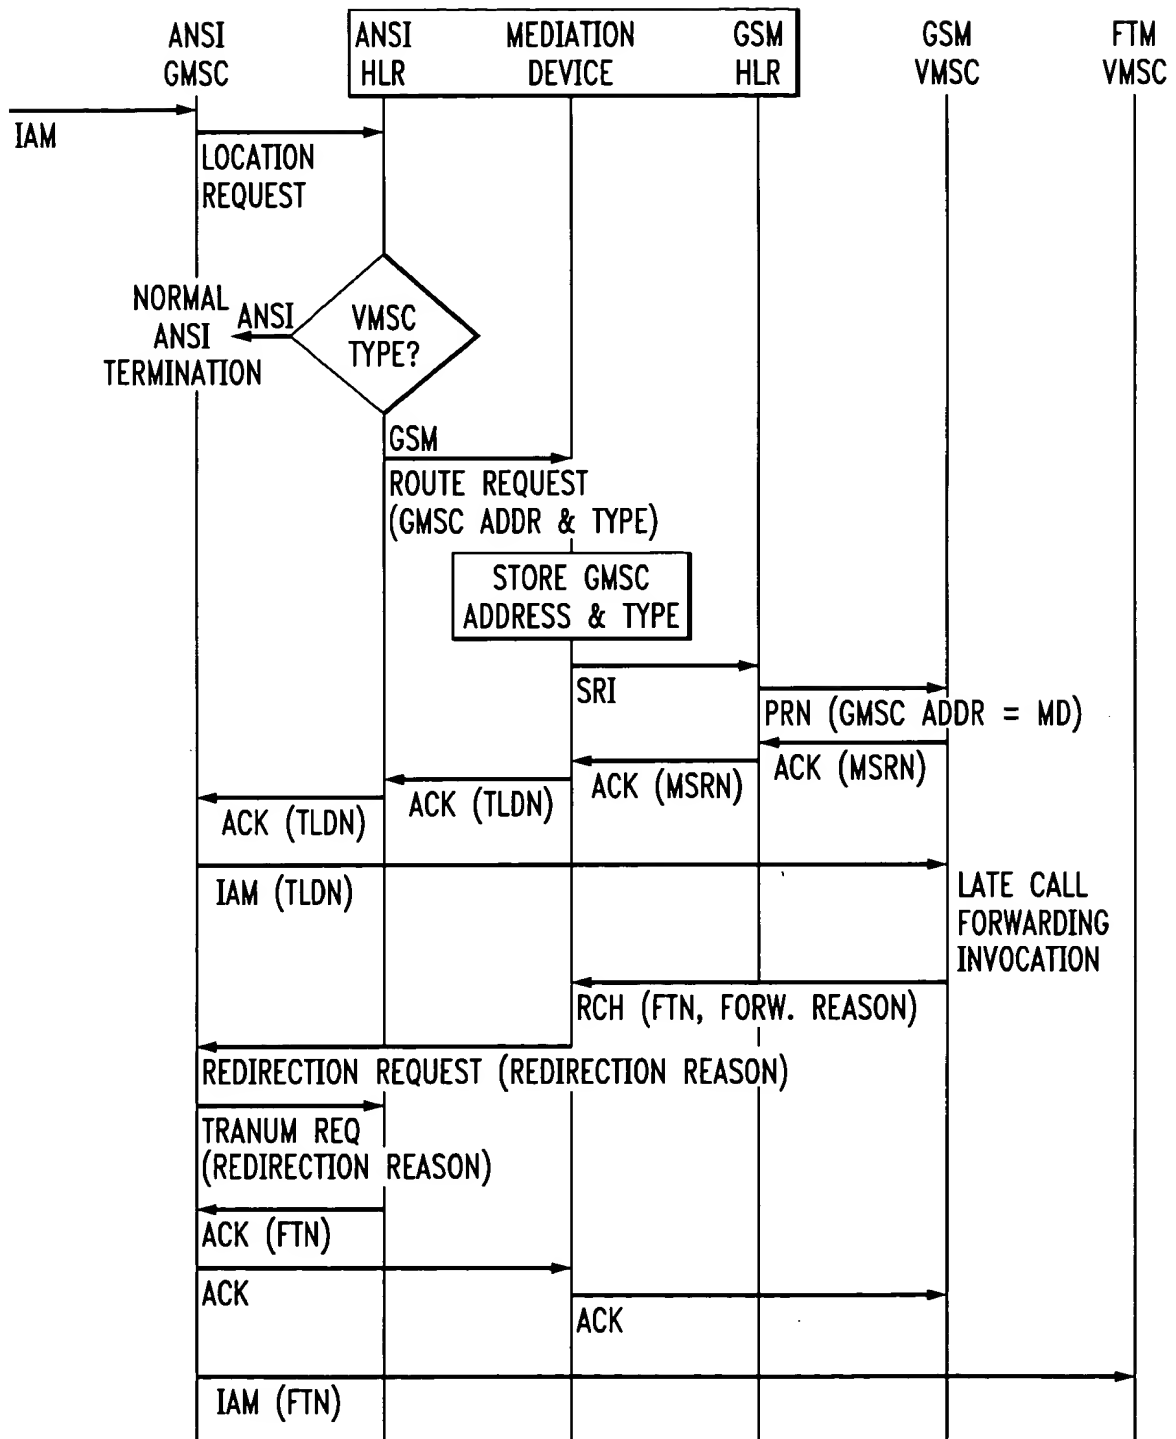 ANSI GMSC
ANSI HLR
MEDIATION DEVICE
GSM HLR
GSM VMSC
FTM VMSC
IAM
LOCATION
REQUEST
NORMAL
ANSI
TERMINATION
ANSI
VMSC
TYPE?
GSM
ROUTE REQUEST
(GMSC ADDR & TYPE)
STORE GMSC
ADDRESS & TYPE
SRI
PRN (GMSC ADDR = MD)
ACK (MSRN)
ACK (MSRN)
ACK (TLDN)
ACK (TLDN)
IAM (TLDN)
LATE CALL
FORWARDING
INVOCATION
RCH (FTN, FORW. REASON)
REDIRECTION REQUEST (REDIRECTION REASON)
TRANUM REQ
(REDIRECTION REASON)
ACK (FTN)
ACK
ACK
IAM (FTN)